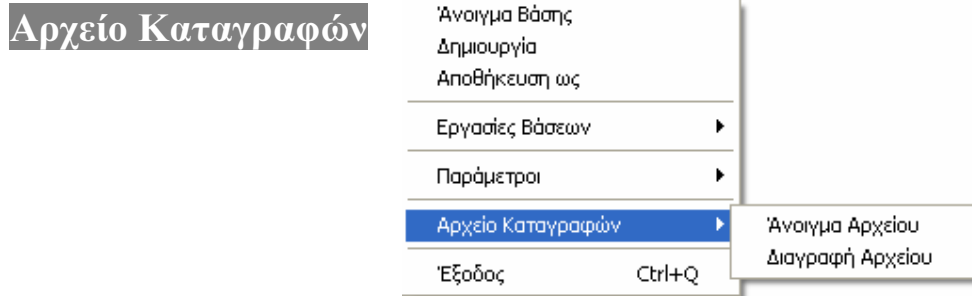 Αρχείο Καταγραφών
Άνοιγμα Βάσης
Δημιουργία
Αποθήκευση ως
Εργασίες Βάσεων
Παράμετροι
Αρχείο Καταγραφών
Έξοδος Ctrl+Q
Άνοιγμα Αρχείου
Διαγραφή Αρχείου